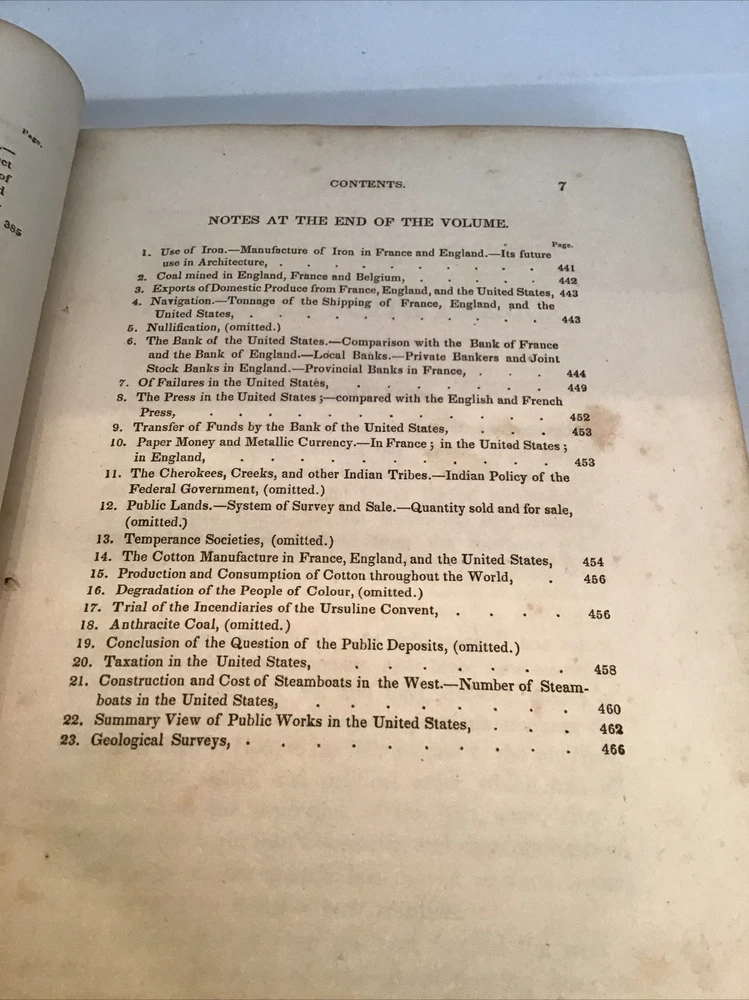 Page.
ct
of
385
CONTENTS. 7
NOTES AT THE END OF THE VOLUME.
Page.
1. Use of Iron.—Manufacture of Iron in France and England.—Its future
use in Architecture, . . . . . . . . . . 441
2. Coal mined in England, France and Belgium, . . . . . 442
3. Exports of Domestic Produce from France, England, and the United States, 443
4. Navigation.—Tonnage of the Shipping of France, England, and the
United States, . . . . . . . . . . . 443
5. Nullification, (omitted.)
6. The Bank of the United States.—Comparison with the Bank of France
and the Bank of England.—Local Banks.—Private Bankers and Joint
Stock Banks in England.—Provincial Banks in France, . . . 444
7. Of Failures in the United States, . . . . . . . 449
8. The Press in the United States;—compared with the English and French
Press, . . . . . . . . . . . . 452
9. Transfer of Funds by the Bank of the United States, . . . 453
10. Paper Money and Metallic Currency.—In France; in the United States;
in England, . . . . . . . . . . . 453
11. The Cherokees, Creeks, and other Indian Tribes.—Indian Policy of the
Federal Government, (omitted.)
12. Public Lands.—System of Survey and Sale.—Quantity sold and for sale,
(omitted.)
13. Temperance Societies, (omitted.)
14. The Cotton Manufacture in France, England, and the United States, 454
15. Production and Consumption of Cotton throughout the World, . 456
16. Degradation of the People of Colour, (omitted.)
17. Trial of the Incendiaries of the Ursuline Convent, . . . . 456
18. Anthracite Coal, (omitted.)
19. Conclusion of the Question of the Public Deposits, (omitted.)
20. Taxation in the United States, . . . . . . . 458
21. Construction and Cost of Steamboats in the West.—Number of Steam-
boats in the United States, . . . . . . . . 460
22. Summary View of Public Works in the United States, . . . 462
23. Geological Surveys, . . . . . . . . . . 466